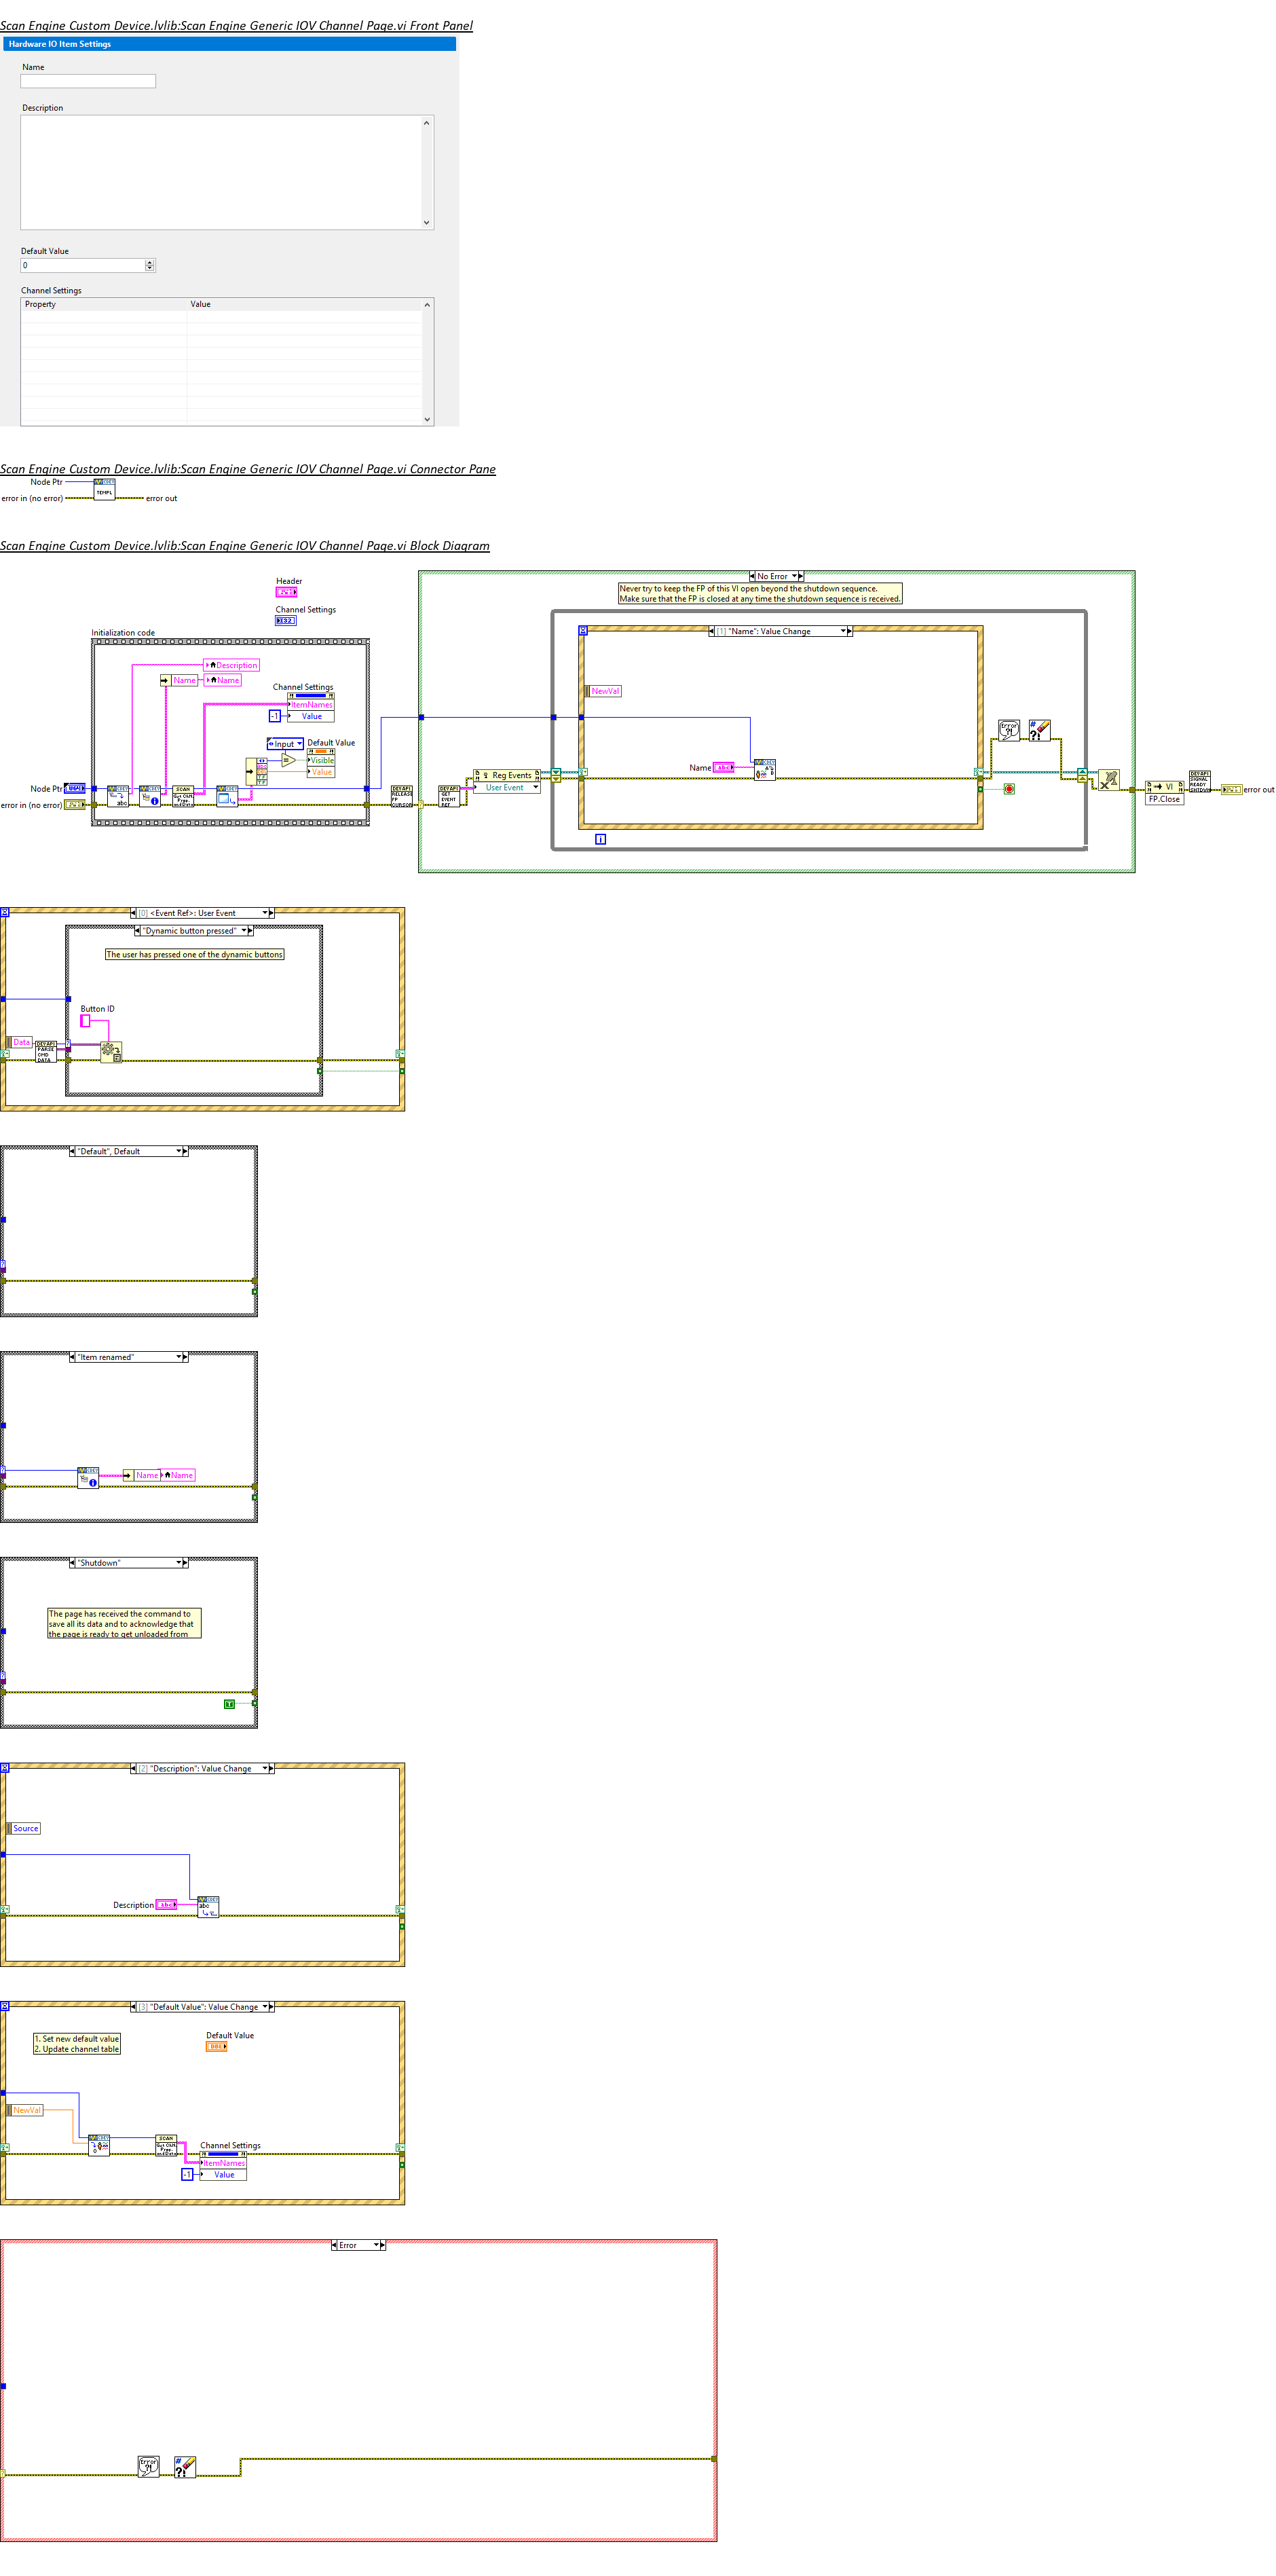 Scan Engine Custom Device.lvlib:Scan Engine Generic IOV Channel Page.vi Front Panel
Hardware IO Item Settings
Name
Description
Default Value
0
Channel Settings
Property Value
Scan Engine Custom Device.lvlib:Scan Engine Generic IOV Channel Page.vi Connector Pane
Node Ptr
TEMPL
error in (no error) error out
Scan Engine Custom Device.lvlib:Scan Engine Generic IOV Channel Page.vi Block Diagram
Header
Channel Settings
Initialization code
Description
Name Name
Channel Settings
ItemNames
-1 Value
Input Default Value
Visible
Value
Node Ptr
error in (no error)
No Error
Never try to keep the FP of this VI open beyond the shutdown sequence.
Make sure that the FP is closed at any time the shutdown sequence is received.
[1] "Name": Value Change
NewVal
Name
Reg Events
User Event
i
VI
FP.Close
error out
[0] <Event Ref>: User Event
"Dynamic button pressed"
The user has pressed one of the dynamic buttons
Button ID
Data
DEVAPI
PARSE
CMD
DATA
"Default", Default
"Item renamed"
Name Name
"Shutdown"
The page has received the command to
save all its data and to acknowledge that
the page is ready to get unloaded from
[2] "Description": Value Change
Source
Description
[3] "Default Value": Value Change
1. Set new default value
2. Update channel table
Default Value
NewVal
Channel Settings
ItemNames
-1 Value
Error